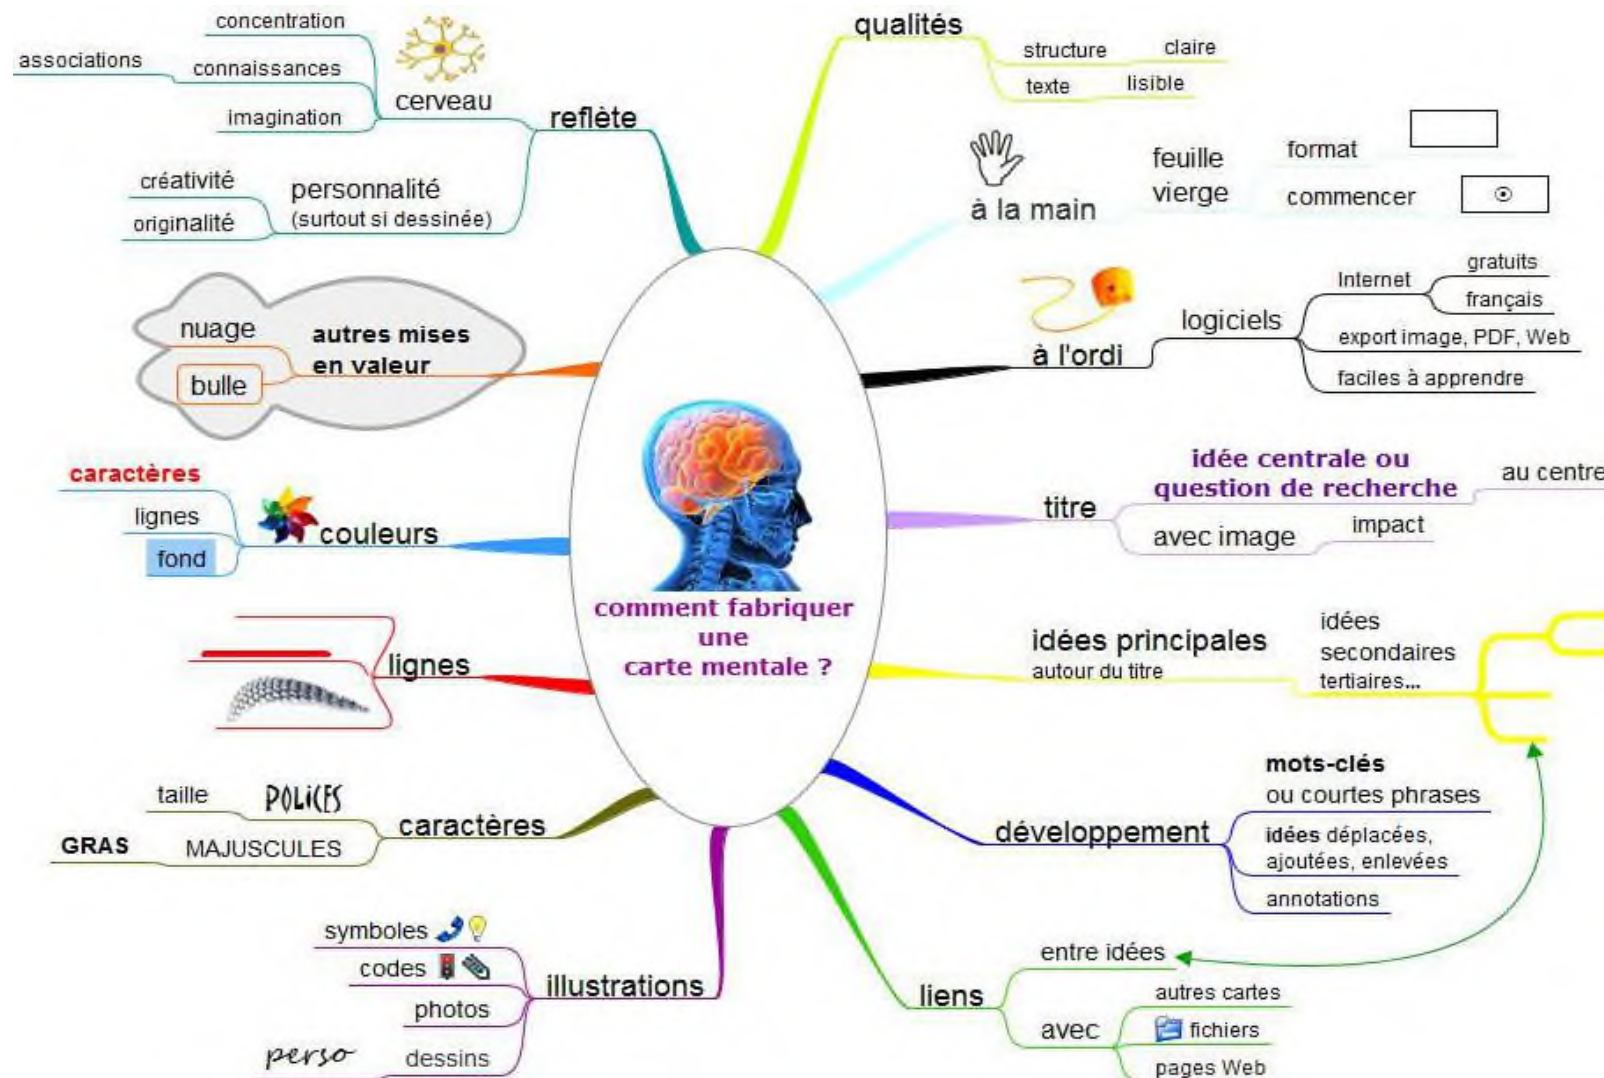 comment fabriquer
une
carte mentale ?
qualités
structure
claire
texte
lisible
à la main
feuille
vierge
format
commencer
à l'ordi
logiciels
Internet
gratuits
français
export image, PDF, Web
faciles à apprendre
titre
idée centrale ou
question de recherche
au centre
avec image
impact
idées principales
autour du titre
idées
secondaires
tertiaires...
développement
mots-clés
ou courtes phrases
idées déplacées,
ajoutées, enlevées
annotations
liens
entre idées
avec
autres cartes
fichiers
pages Web
illustrations
symboles
codes
photos
dessins
perso
caractères
POLICES
taille
MAJUSCULES
GRAS
lignes
couleurs
caractères
lignes
fond
autres mises
en valeur
nuage
bulle
reflète
cerveau
concentration
connaissances
associations
imagination
personnalité
(surtout si dessinée)
créativité
originalité